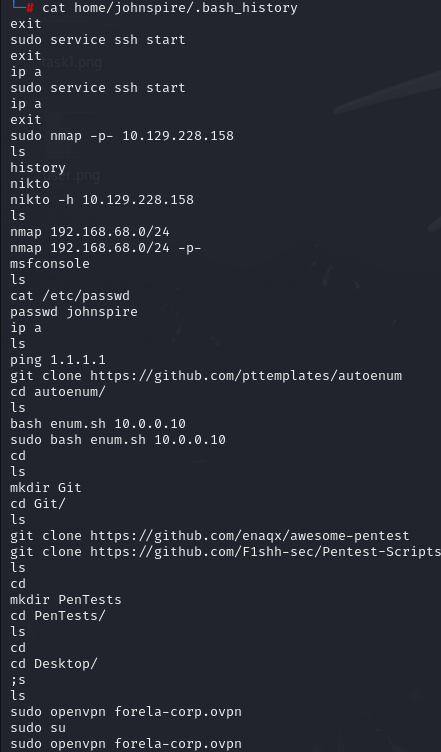 └─# cat home/johnspire/.bash_history
exit
sudo service ssh start
exit
ip a
sudo service ssh start
ip a
exit
sudo nmap -p- 10.129.228.158
ls
history
nikto
nikto -h 10.129.228.158
ls
nmap 192.168.68.0/24
nmap 192.168.68.0/24 -p-
msfconsole
ls
cat /etc/passwd
passwd johnspire
ip a
ls
ping 1.1.1.1
git clone https://github.com/pttemplates/autoenum
cd autoenum/
ls
bash enum.sh 10.0.0.10
sudo bash enum.sh 10.0.0.10
cd
ls
mkdir Git
cd Git/
ls
git clone https://github.com/enaqx/awesome-pentest
git clone https://github.com/F1shh-sec/Pentest-Scripts
ls
cd
mkdir PenTests
cd PenTests/
ls
cd
cd Desktop/
;s
ls
sudo openvpn forela-corp.ovpn
sudo su
sudo openvpn forela-corp.ovpn